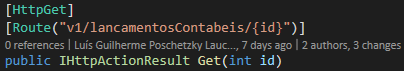 [HttpGet]
[Route("v1/lancamentosContabeis/{id}")]
0 references | Luís Guilherme Poschetzky Lauc..., 7 days ago | 2 authors, 3 changes
public IHttpActionResult Get(int id)